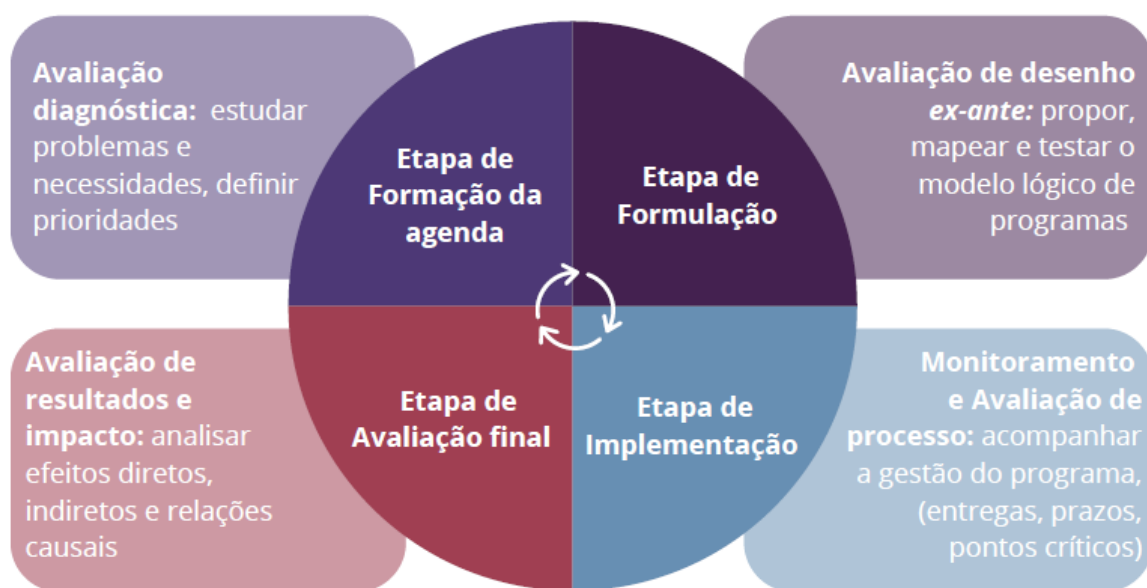 Avaliação
diagnóstica: estudar
problemas e
necessidades, definir
prioridades
Etapa de
Formação da
agenda
Etapa de
Formulação
Avaliação de desenho
ex-ante: propor,
mapear e testar o
modelo lógico de
programas
Avaliação de
resultados e
impacto: analisar
efeitos diretos,
indiretos e relações
causais
Etapa de
Avaliação final
Etapa de
Implementação
Monitoramento
e Avaliação de
processo: acompanhar
a gestão do programa,
(entregas, prazos,
pontos críticos)